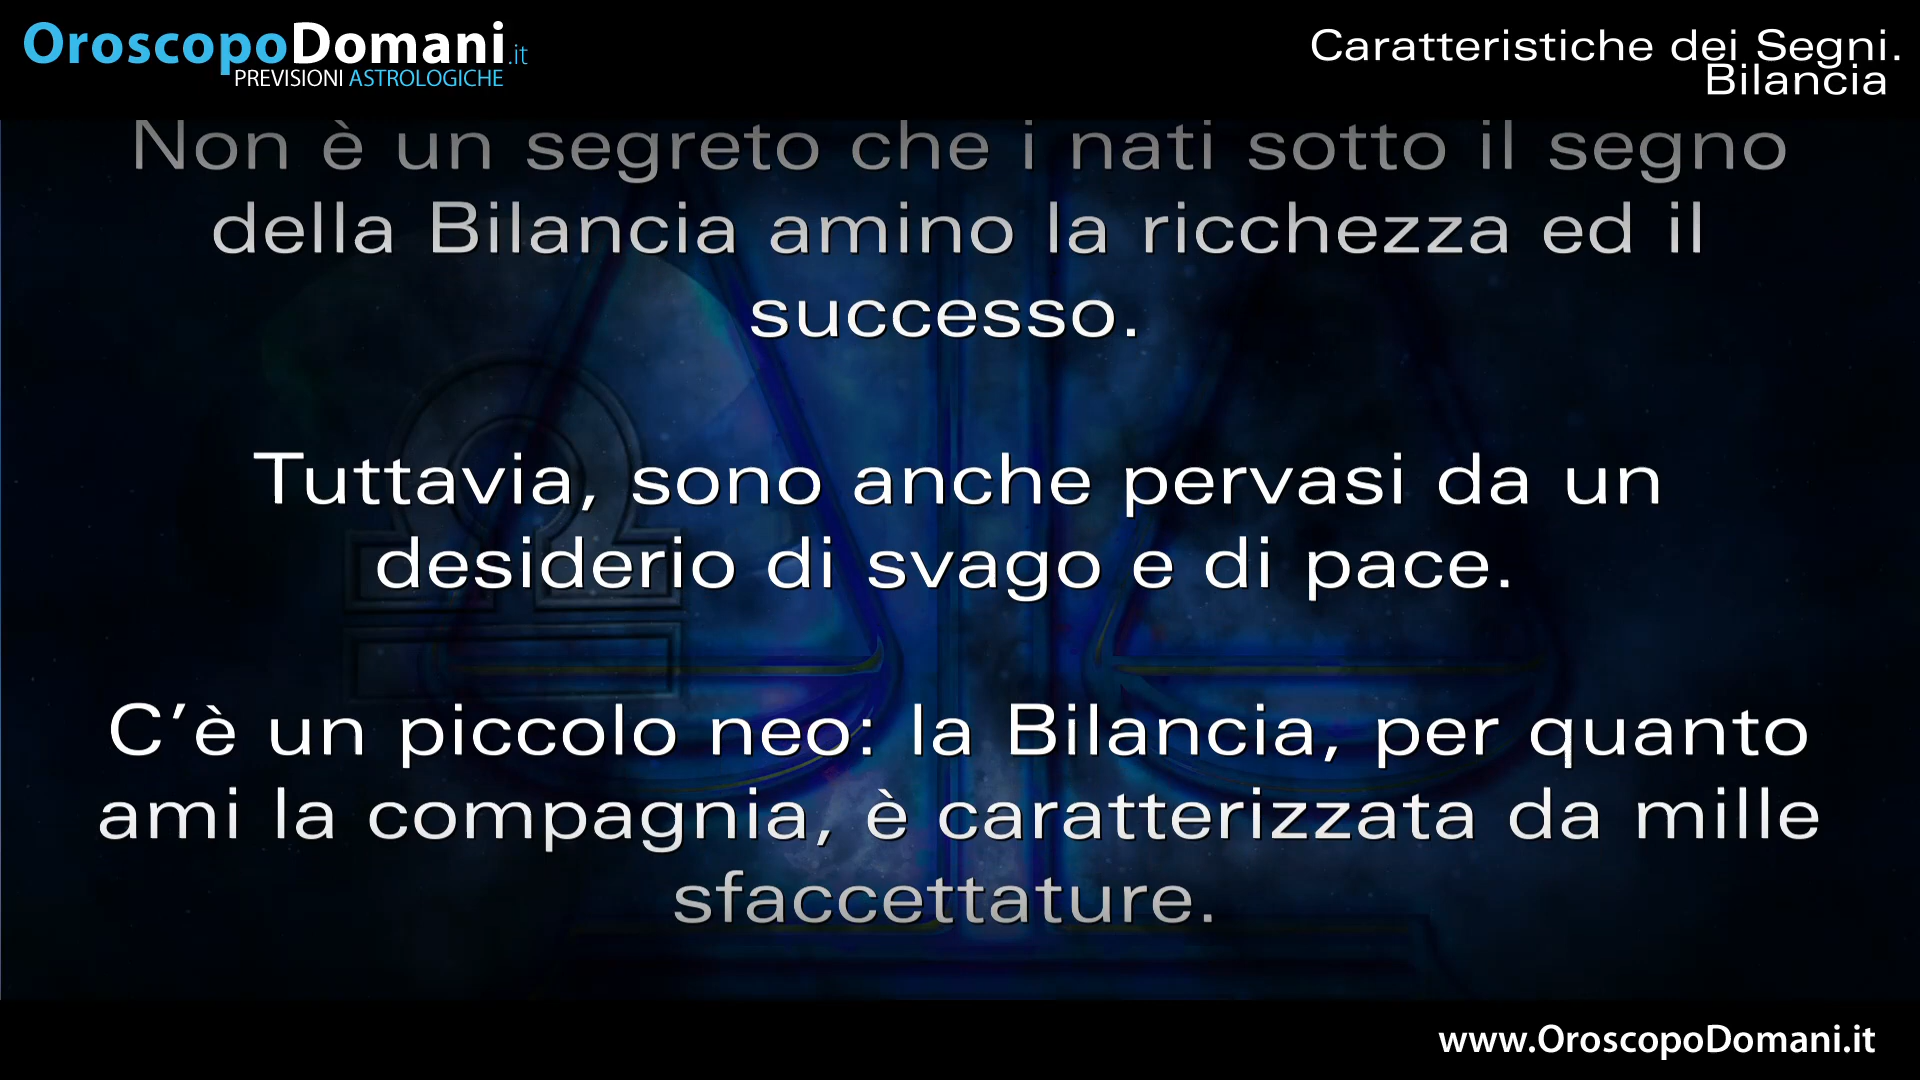 OroscopoDomani.it
PREVISIONI ASTROLOGICHE
Caratteristiche dei Segni.
Bilancia
Non è un segreto che i nati sotto il segno
della Bilancia amino la ricchezza ed il
successo.
Tuttavia, sono anche pervasi da un
desiderio di svago e di pace.
C’è un piccolo neo: la Bilancia, per quanto
ami la compagnia, è caratterizzata da mille
sfaccettature.
www.OroscopoDomani.it